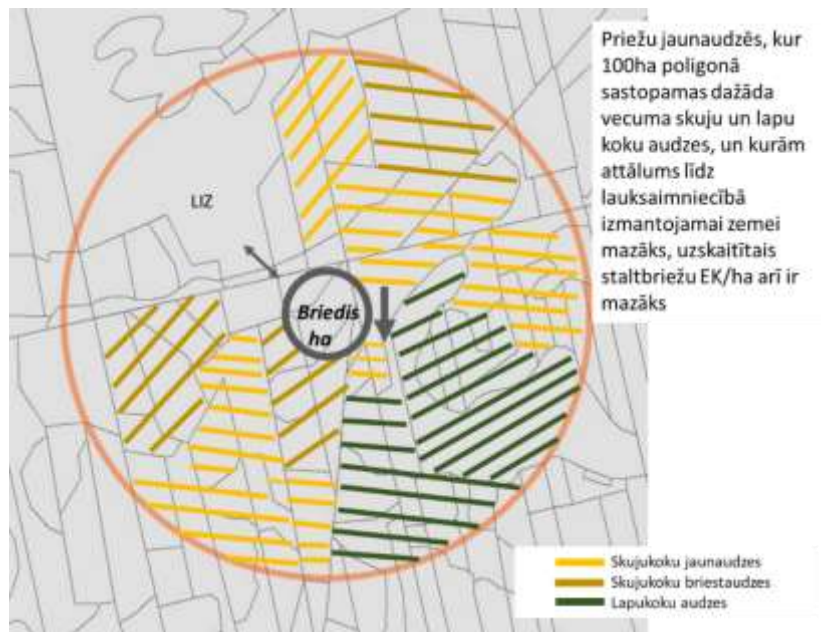 Priežu jaunaudzēs, kur
100ha poligonā
sastopamas dažāda
vecuma skuju un lapu
koku audzes, un kurām
attālums līdz
lauksaimniecībā
izmantojamai zemei
mazāks, uzskaitītais
staltbriežu EK/ha arī ir
mazāks
LIZ
Briedis
ha
Skujukoku jaunaudzes
Skujukoku briestaudzes
Lapukoku audzes